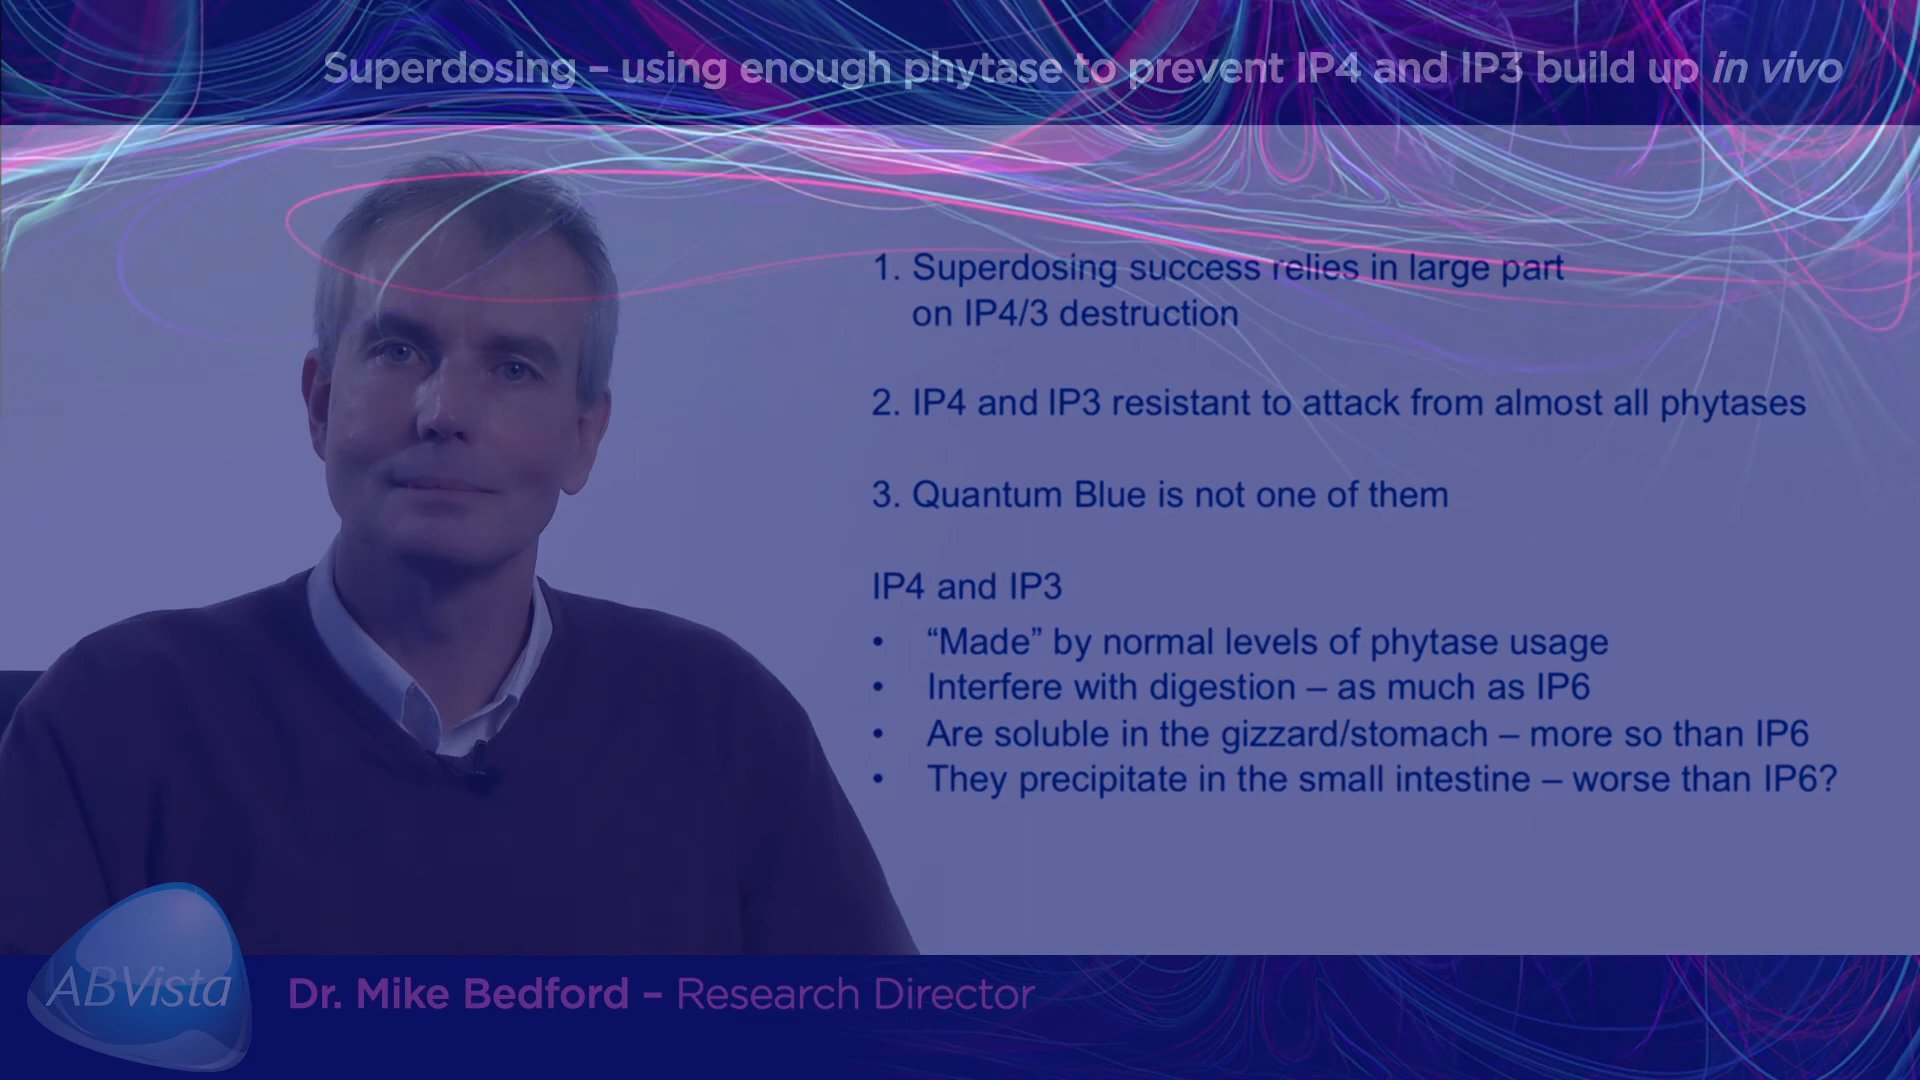 Superdosing – using enough phytase to prevent IP4 and IP3 build up in vivo
1. Superdosing success relies in large part
on IP4/3 destruction
2. IP4 and IP3 resistant to attack from almost all phytases
3. Quantum Blue is not one of them
IP4 and IP3
• “Made” by normal levels of phytase usage
• Interfere with digestion – as much as IP6
• Are soluble in the gizzard/stomach – more so than IP6
• They precipitate in the small intestine – worse than IP6?
ABVista
Dr. Mike Bedford – Research Director